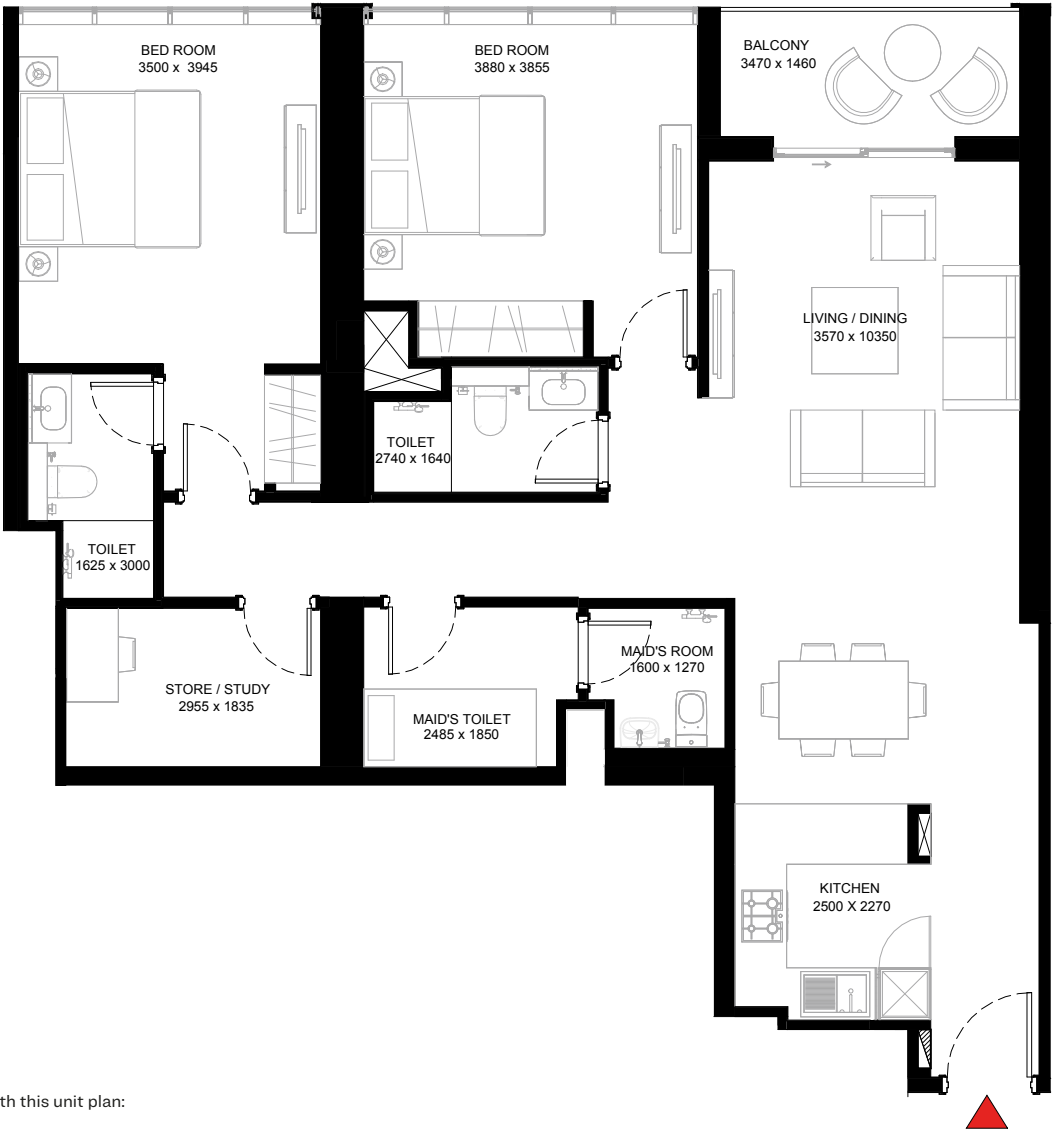 BED ROOM
3500 x 3945
BED ROOM
3880 x 3855
BALCONY
3470 x 1460
LIVING / DINING
3570 x 10350
TOILET
2740 x 1640
TOILET
1625 x 3000
MAID'S ROOM
1600 x 1270
STORE / STUDY
2955 x 1835
MAID'S TOILET
2485 x 1850
KITCHEN
2500 X 2270
th this unit plan: